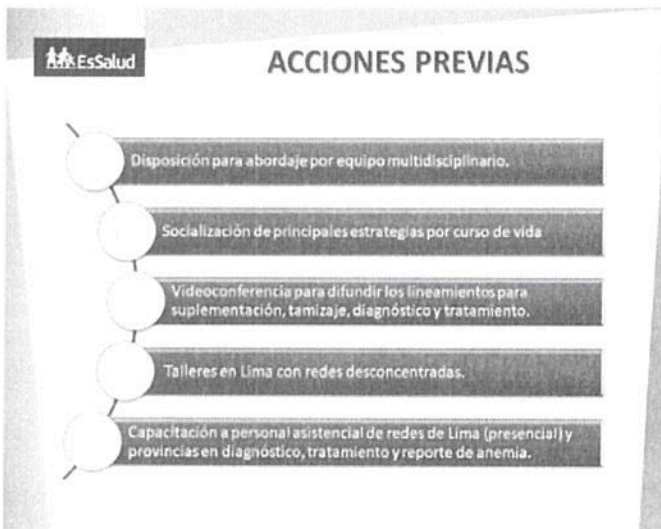 EsSalud
ACCIONES PREVIAS
Disposición para abordaje por equipo multidisciplinario.
Socialización de principales estrategias por curso de vida
Videoconferencia para difundir los lineamientos para
suplementación, tamizaje, diagnóstico y tratamiento.
Talleres en Lima con redes desconcentradas.
Capacitación a personal asistencial de redes de Lima (presencial) y
provincias en diagnóstico, tratamiento y reporte de anemia.